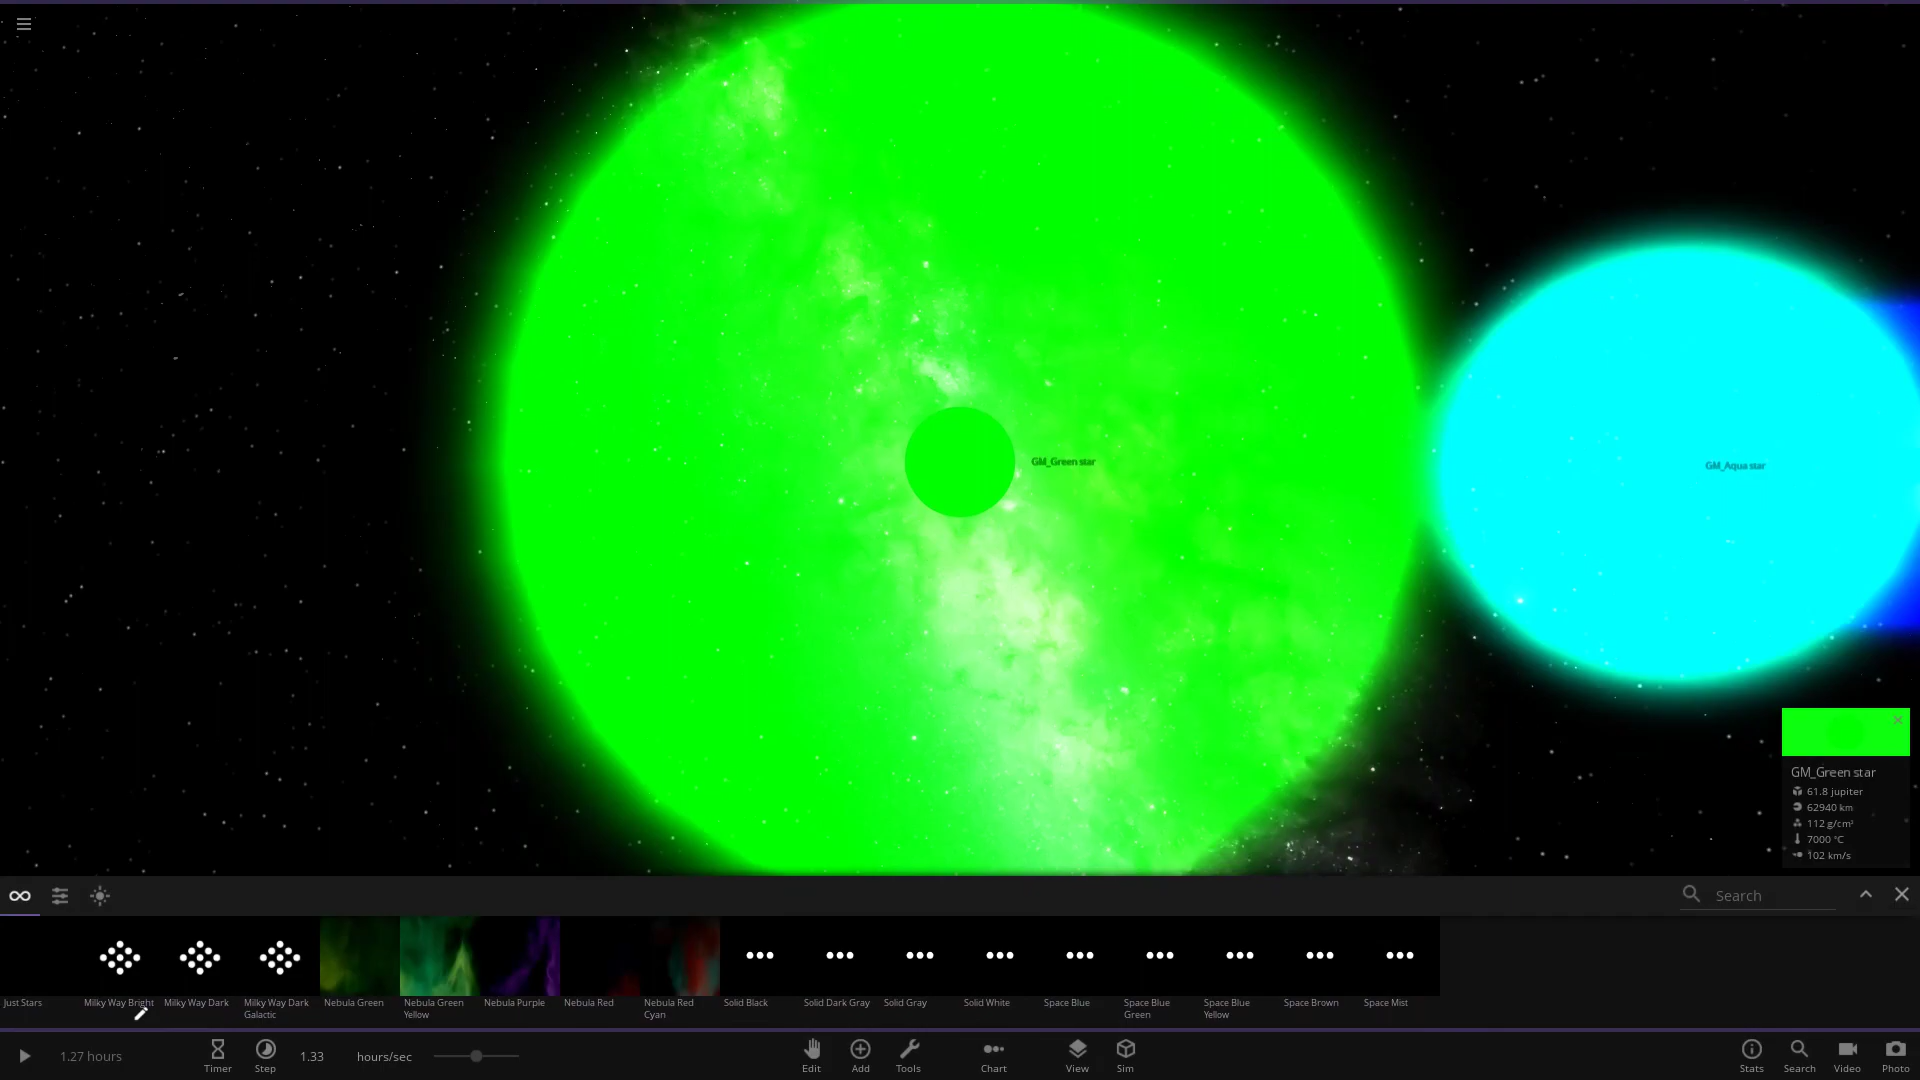 GM_Green star
GM_Aqua star
GM_Green star
61.8 jupiter
62940 km
112 g/cm³
7000 °C
102 km/s
Search
Just Stars
Milky Way Bright
Milky Way Dark
Milky Way Dark
Galactic
Nebula Green
Nebula Green
Yellow
Nebula Purple
Nebula Red
Nebula Red
Cyan
Solid Black
Solid Dark Gray
Solid Gray
Solid White
Space Blue
Space Blue
Green
Space Blue
Yellow
Space Brown
Space Mist
1.27 hours
Timer
Step
1.33
hours/sec
Edit
Add
Tools
Chart
View
Sim
Stats
Search
Video
Photo